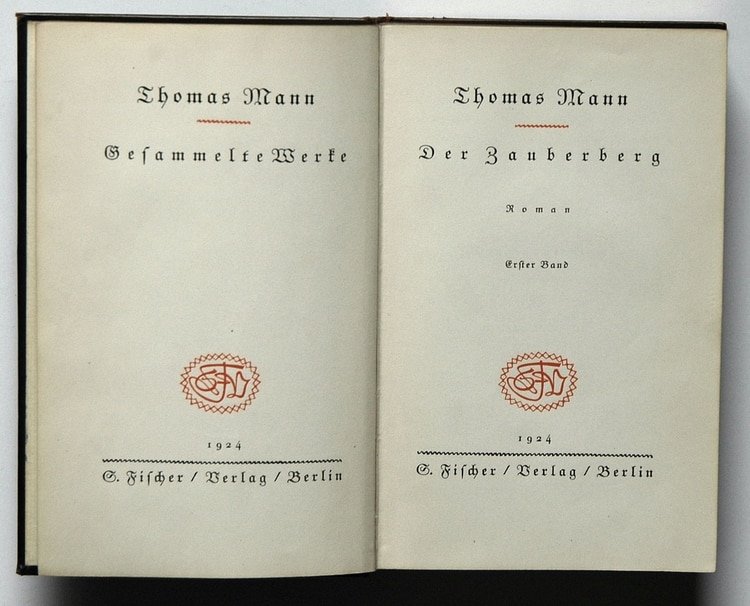 Thomas Mann
Geſammelte Werke
1924
S. Fiſcher / Verlag / Berlin
Thomas Mann
Der Zauberberg
Roman
Erſter Band
1924
S. Fiſcher / Verlag / Berlin